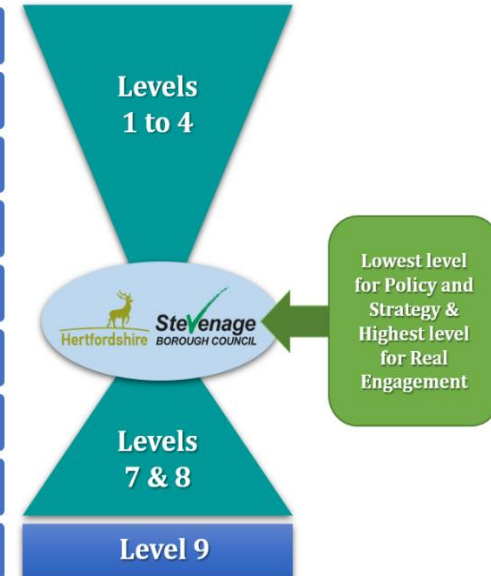 Levels
1 to 4
Hertfordshire
Stevenage
BOROUGH COUNCIL
Lowest level
for Policy and
Strategy &
Highest level
for Real
Engagement
Levels
7 & 8
Level 9